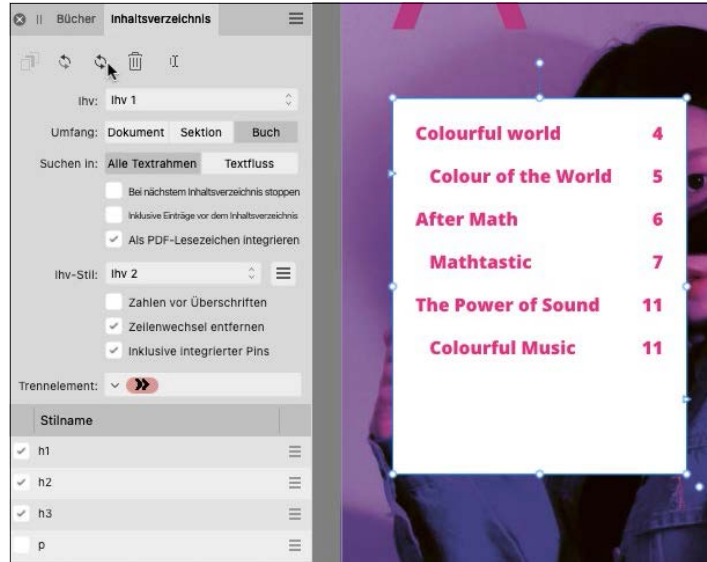 Bücher Inhaltsverzeichnis
Ihv: Ihv 1
Umfang: Dokument Sektion Buch
Suchen in: Alle Textrahmen Textfluss
Bei nächstem Inhaltsverzeichnis stoppen
Inklusive Einträge vor dem Inhaltsverzeichnis
Als PDF-Lesezeichen integrieren
Ihv-Stil: Ihv 2
Zahlen vor Überschriften
Zeilenwechsel entfernen
Inklusive integrierter Pins
Trennelement:
Stilname
h1
h2
h3
p
Colourful world 4
Colour of the World 5
After Math 6
Mathtastic 7
The Power of Sound 11
Colourful Music 11